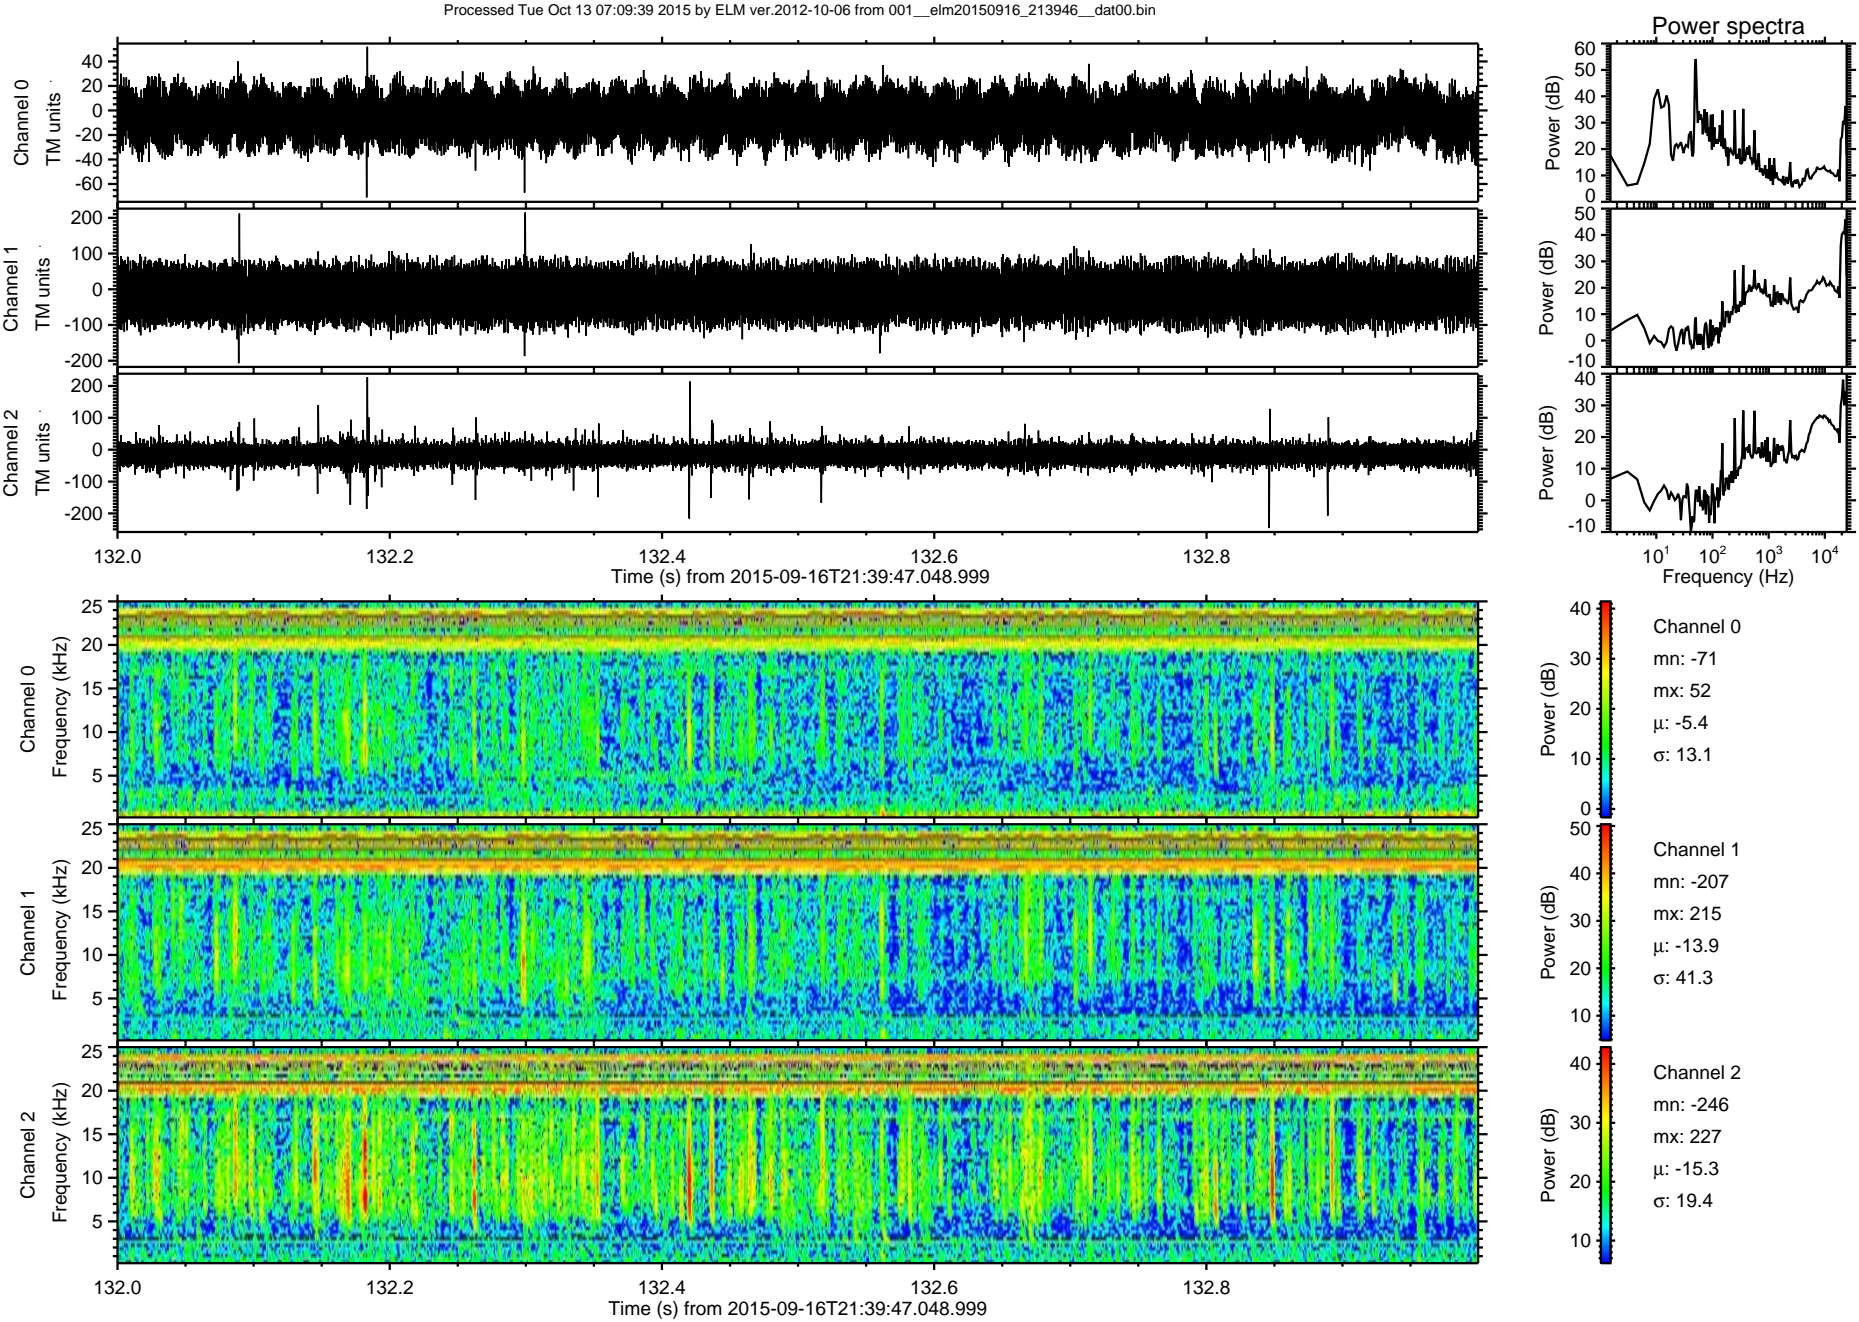 Processed Tue Oct 13 07:09:39 2015 by ELM ver.2012-10-06 from 001__elm20150916_213946__dat00.bin
Power spectra
Channel 0
TM units
40
20
0
-20
-40
-60
Power (dB)
60
50
40
30
20
10
0
Channel 1
TM units
200
100
0
-100
-200
Power (dB)
50
40
30
20
10
0
-10
Channel 2
TM units
200
100
0
-100
-200
Power (dB)
40
30
20
10
0
-10
132.0 132.2 132.4 132.6 132.8
Time (s) from 2015-09-16T21:39:47.048.999
10¹ 10² 10³ 10⁴
Frequency (Hz)
Channel 0
Frequency (kHz)
25
20
15
10
5
Power (dB)
40
30
20
10
0
Channel 0
mn: -71
mx: 52
μ: -5.4
σ: 13.1
Channel 1
Frequency (kHz)
25
20
15
10
5
Power (dB)
50
40
30
20
10
Channel 1
mn: -207
mx: 215
μ: -13.9
σ: 41.3
Channel 2
Frequency (kHz)
25
20
15
10
5
Power (dB)
40
30
20
10
Channel 2
mn: -246
mx: 227
μ: -15.3
σ: 19.4
132.0 132.2 132.4 132.6 132.8
Time (s) from 2015-09-16T21:39:47.048.999